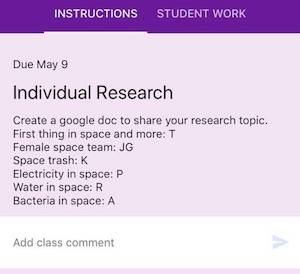 INSTRUCTIONS STUDENT WORK
Due May 9
Individual Research
Create a google doc to share your research topic.
First thing in space and more: T
Female space team: JG
Space trash: K
Electricity in space: P
Water in space: R
Bacteria in space: A
Add class comment